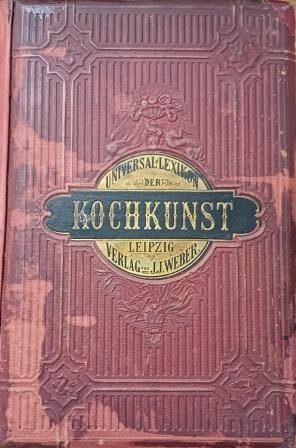 UNIVERSAL-LEXIKON
DER
KOCHKUNST
LEIPZIG
VERLAG VON J.J.WEBER.